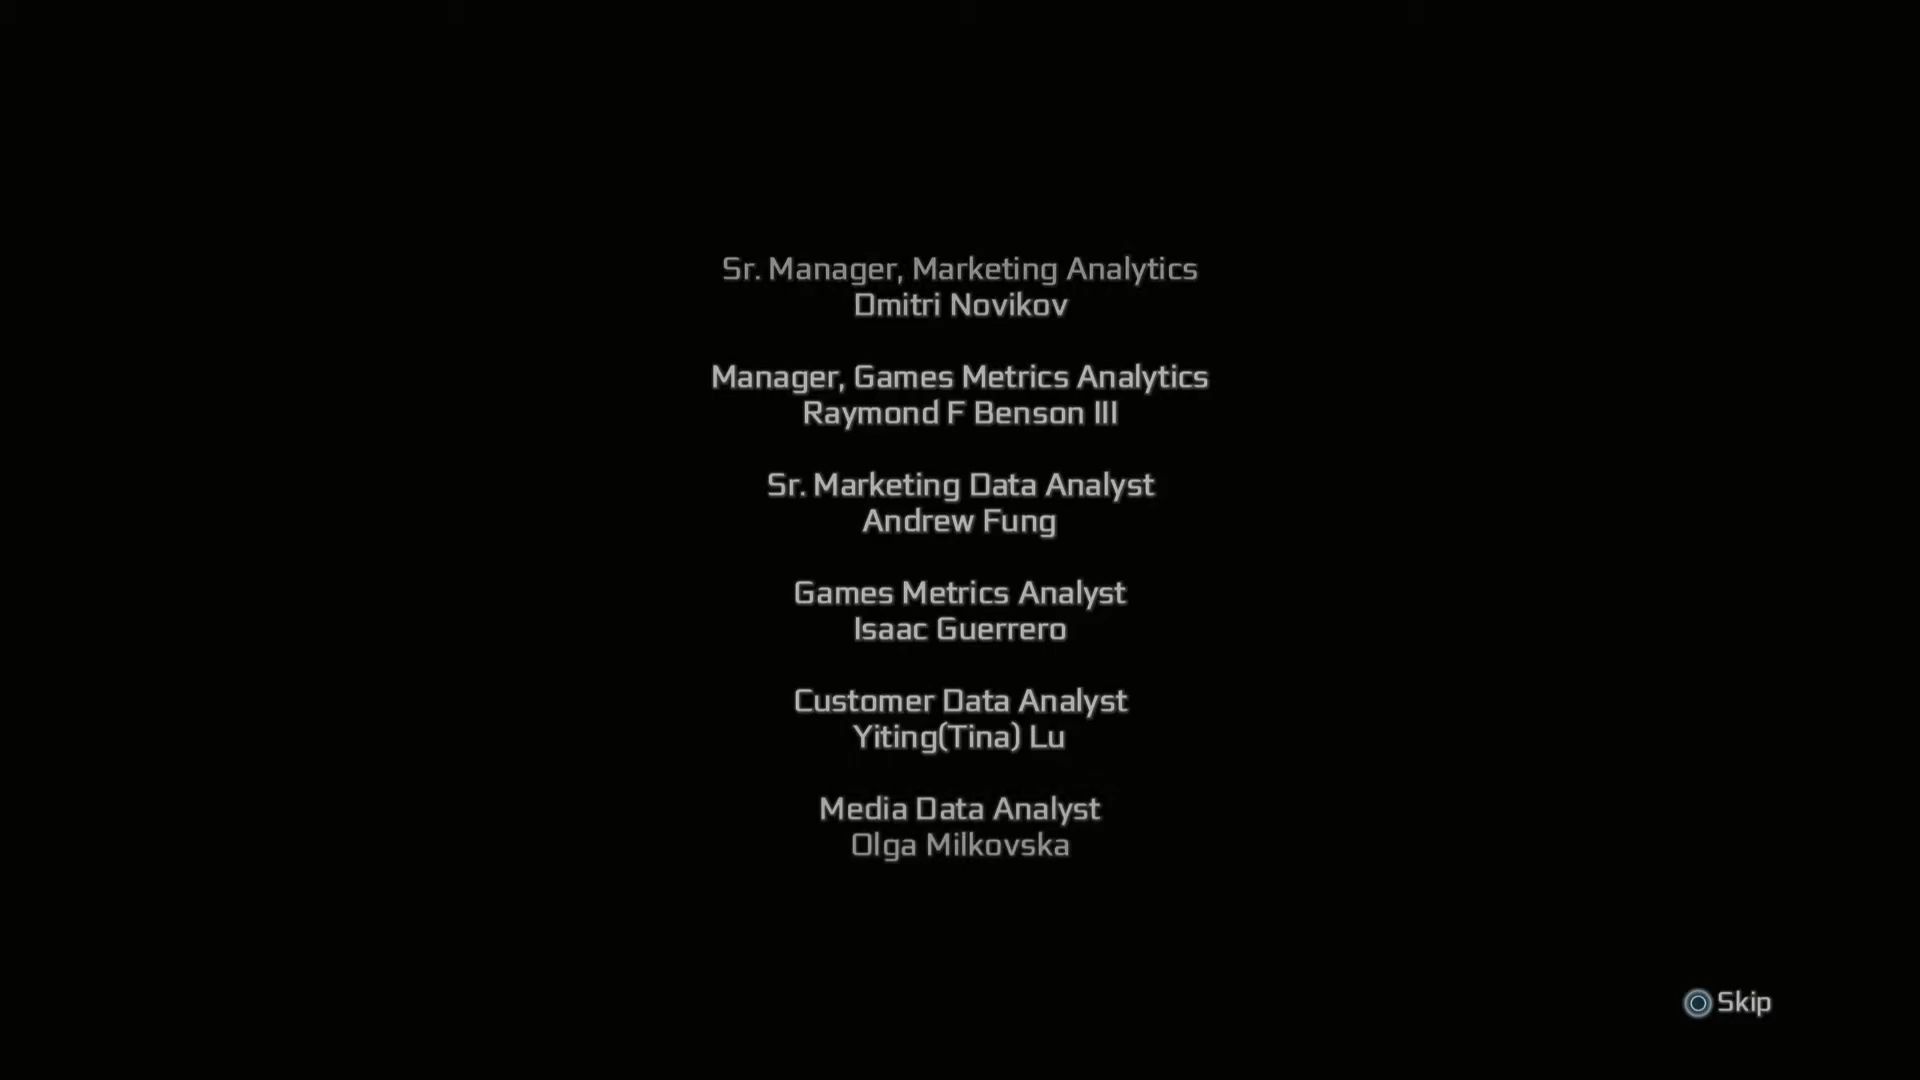 Sr. Manager, Marketing Analytics
Dmitri Novikov
Manager, Games Metrics Analytics
Raymond F Benson III
Sr. Marketing Data Analyst
Andrew Fung
Games Metrics Analyst
Isaac Guerrero
Customer Data Analyst
Yiting(Tina) Lu
Media Data Analyst
Olga Milkovska
Skip